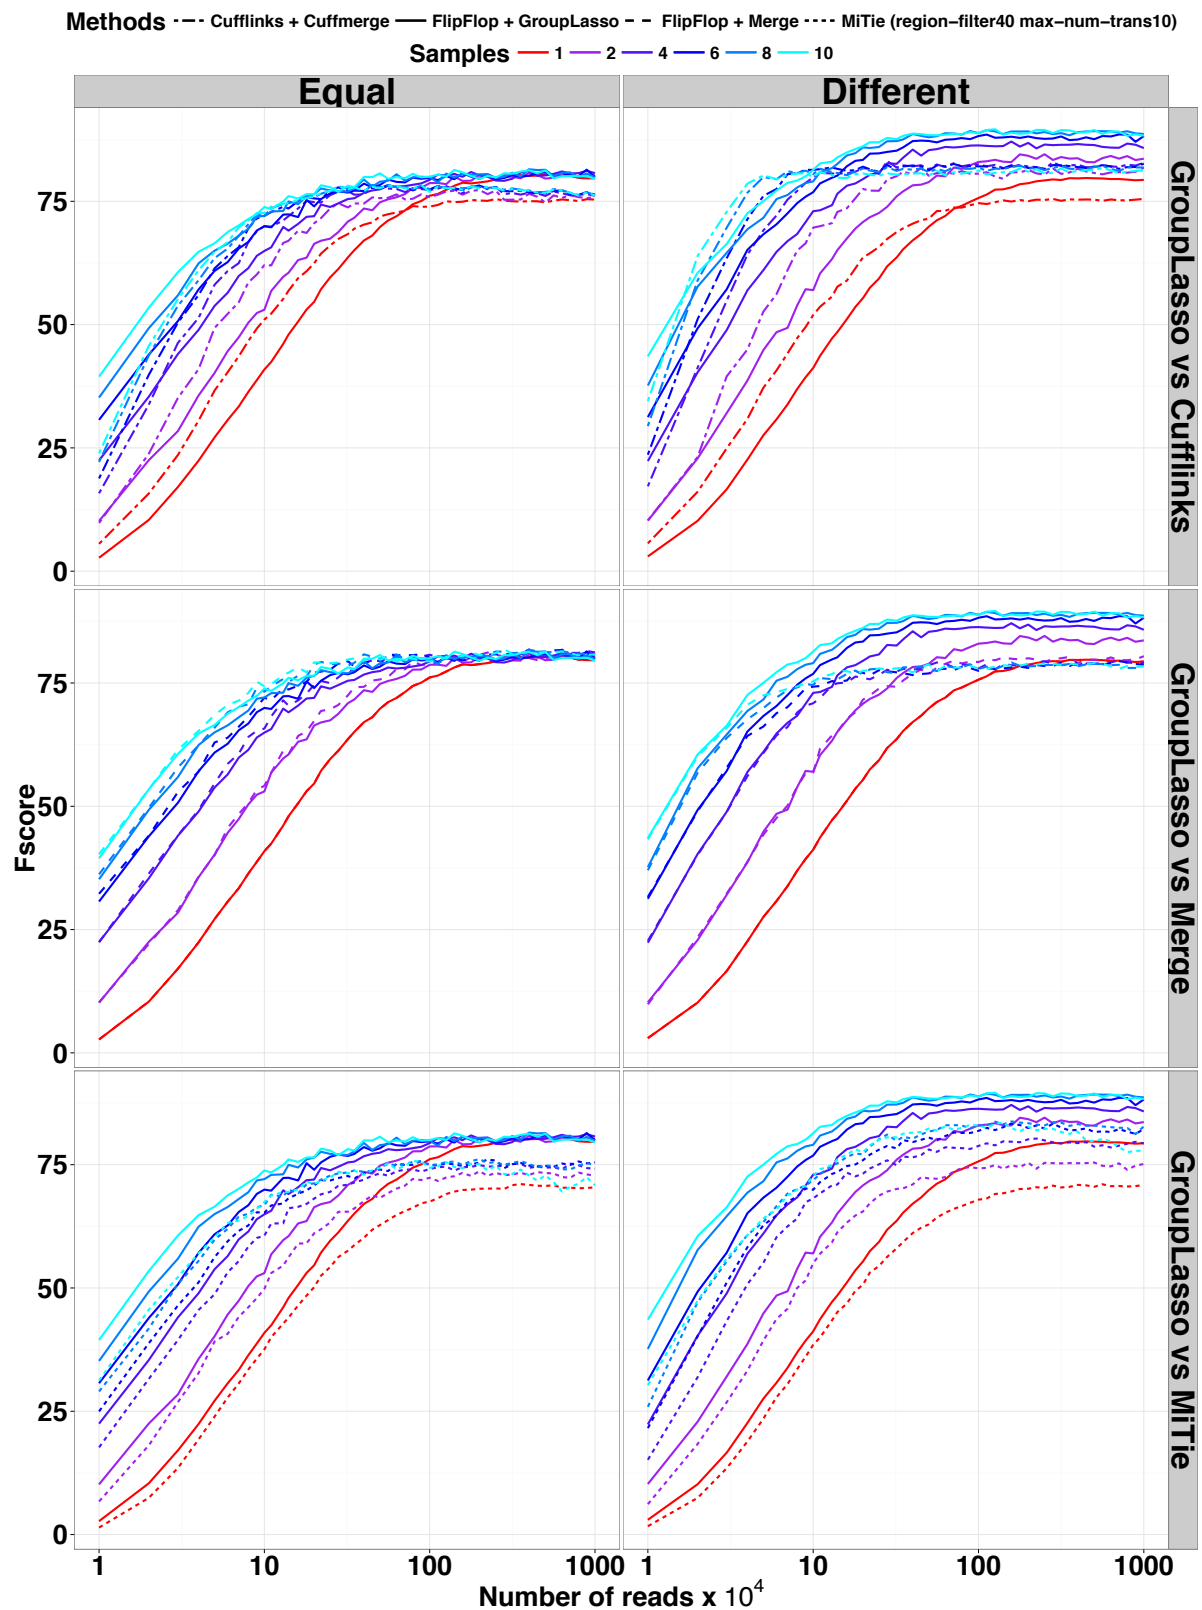 Methods Cufflinks + Cuffmerge FlipFlop + GroupLasso FlipFlop + Merge MiTie (region−filter40 max−num−trans10)
Samples 1 2 4 6 8 10
Equal Different
75
50
25
0
GroupLasso vs Cufflinks
75
50
25
0
GroupLasso vs Merge
Fscore
75
50
25
0
GroupLasso vs MiTie
1 10 100 1000 1 10 100 1000
Number of reads x 10⁴